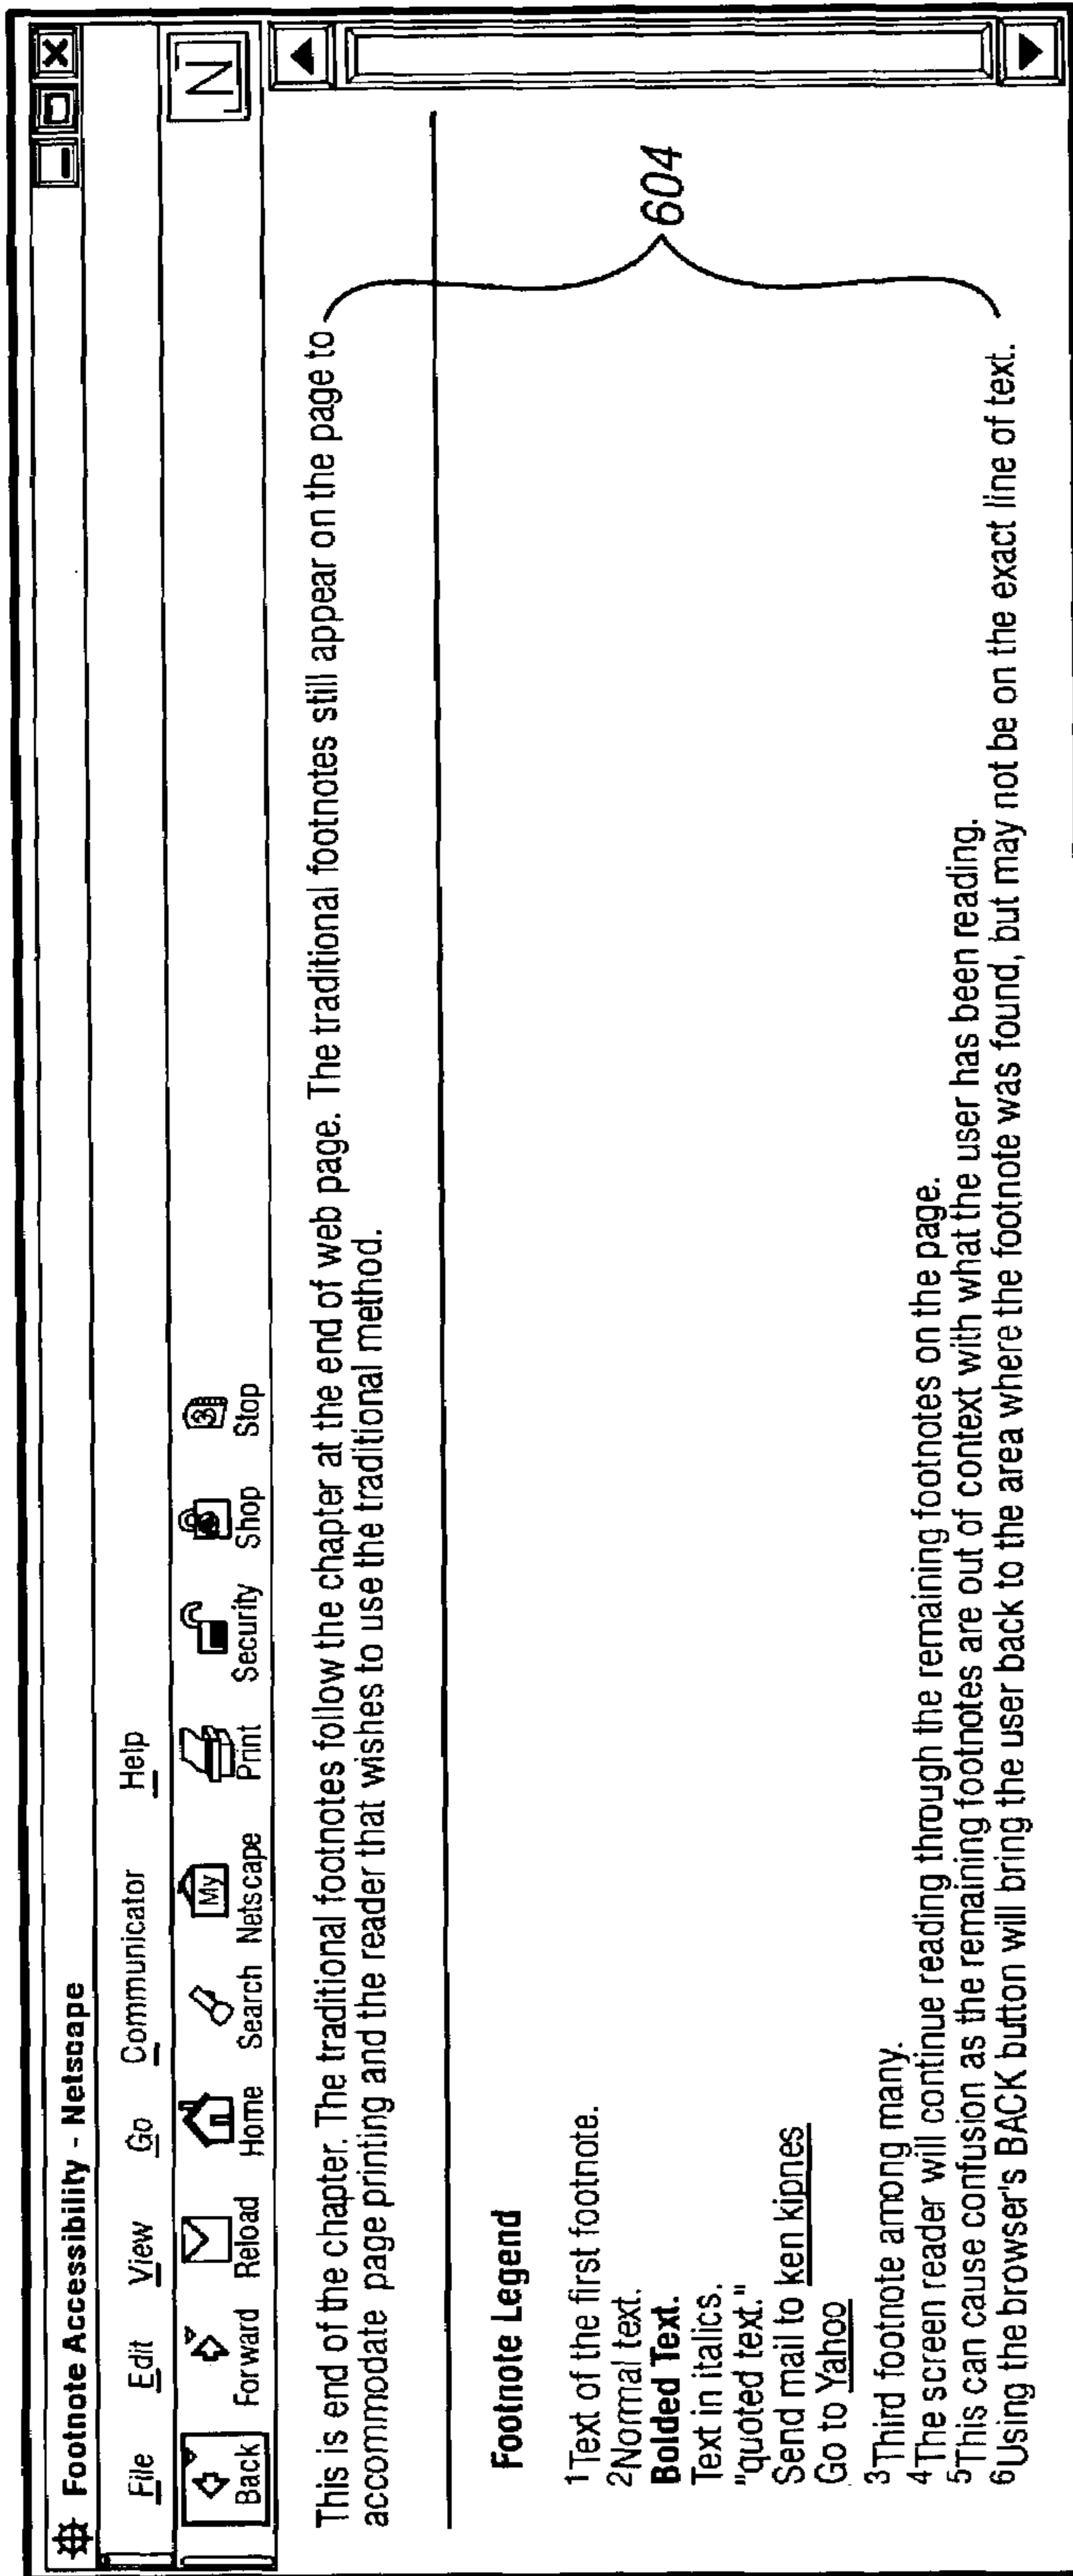 Footnote Accessibility - Netscape
File Edit View Go Communicator Help
Back Forward Reload Home Search Netscape Print Security Shop Stop
My
N
This is end of the chapter. The traditional footnotes follow the chapter at the end of web page. The traditional footnotes still appear on the page to
accommodate page printing and the reader that wishes to use the traditional method.
604
Footnote Legend
1Text of the first footnote.
2Normal text.
Bolded Text.
Text in italics.
"quoted text."
Send mail to ken kipnes
Go to Yahoo
3Third footnote among many.
4The screen reader will continue reading through the remaining footnotes on the page.
5This can cause confusion as the remaining footnotes are out of context with what the user has been reading.
6Using the browser's BACK button will bring the user back to the area where the footnote was found, but may not be on the exact line of text.